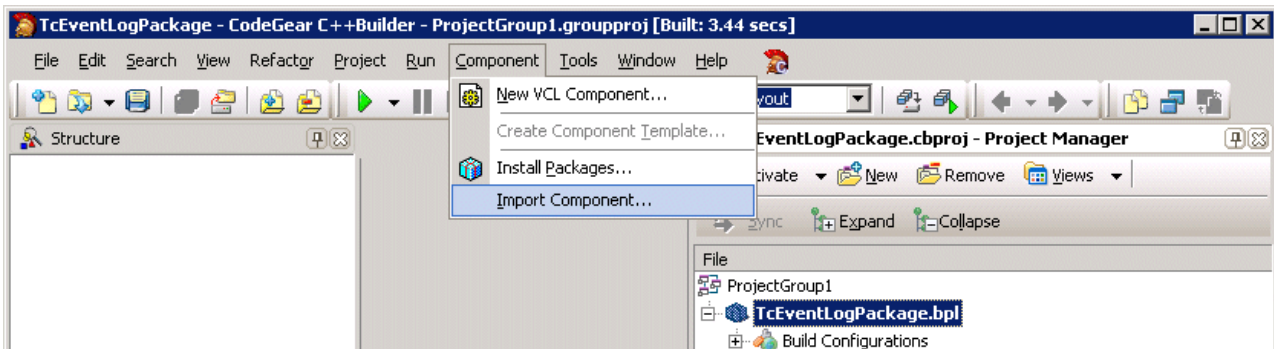 TcEventLogPackage - CodeGear C++Builder - ProjectGroup1.groupproj [Built: 3.44 secs]
File Edit Search View Refactor Project Run Component Tools Window Help
New VCL Component...
Structure
Create Component Template...
EventLogPackage.cbproj - Project Manager
Install Packages...
New Remove Views
Import Component...
Sync Expand Collapse
File
ProjectGroup1
TcEventLogPackage.bpl
Build Configurations